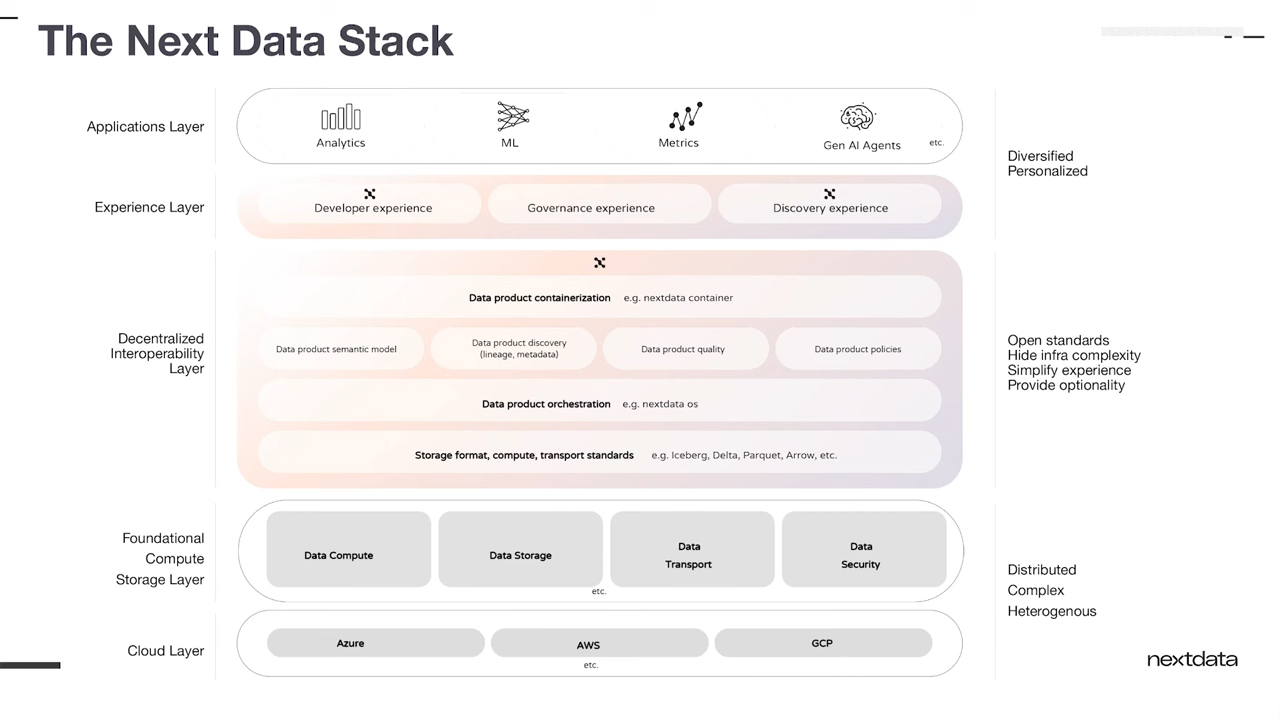 The Next Data Stack
Applications Layer
Analytics
ML
Metrics
Gen AI Agents
etc.
Diversified
Personalized
Experience Layer
Developer experience
Governance experience
Discovery experience
Decentralized
Interoperability
Layer
Data product containerization e.g. nextdata container
Data product semantic model
Data product discovery
(lineage, metadata)
Data product quality
Data product policies
Data product orchestration e.g. nextdata os
Storage format, compute, transport standards e.g. Iceberg, Delta, Parquet, Arrow, etc.
Open standards
Hide infra complexity
Simplify experience
Provide optionality
Foundational
Compute
Storage Layer
Data Compute
Data Storage
Data
Transport
Data
Security
etc.
Distributed
Complex
Heterogenous
Cloud Layer
Azure
AWS
GCP
etc.
nextdata